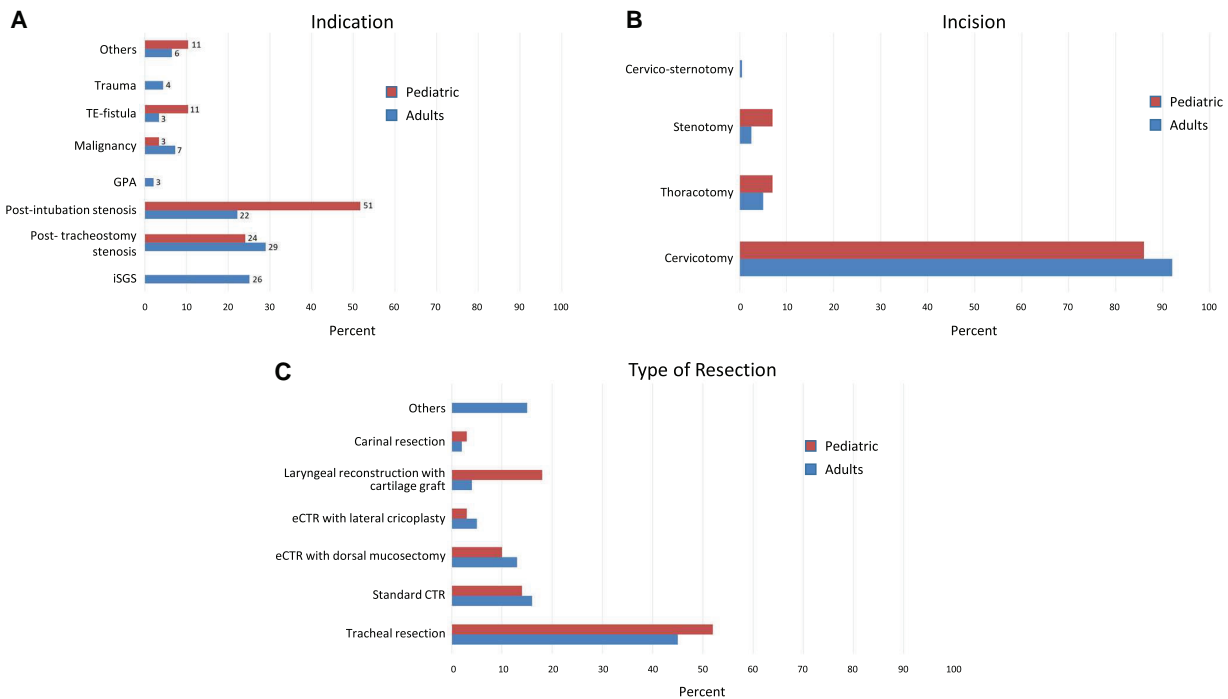 A
Indication
Others
11
6
Trauma
4
TE-fistula
11
3
Malignancy
3
7
GPA
3
Post-intubation stenosis
51
22
Post- tracheostomy
stenosis
24
29
iSGS
26
Pediatric
Adults
0 10 20 30 40 50 60 70 80 90 100
Percent
B
Incision
Cervico-sternotomy
Stenotomy
Thoracotomy
Cervicotomy
Pediatric
Adults
0 10 20 30 40 50 60 70 80 90 100
Percent
C
Type of Resection
Others
Carinal resection
Laryngeal reconstruction with
cartilage graft
eCTR with lateral cricoplasty
eCTR with dorsal mucosectomy
Standard CTR
Tracheal resection
Pediatric
Adults
0 10 20 30 40 50 60 70 80 90 100
Percent